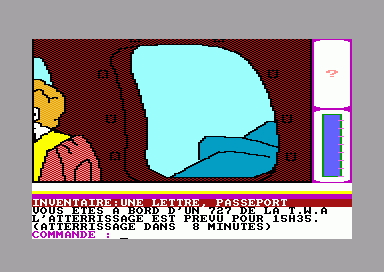 ?
INVENTAIRE:UNE LETTRE, PASSEPORT
VOUS ETES A BORD D'UN 727 DE LA T.W.A
L'ATTERRISSAGE EST PREVU POUR 15H35.
(ATTERRISSAGE DANS  8 MINUTES)
COMMANDE : _